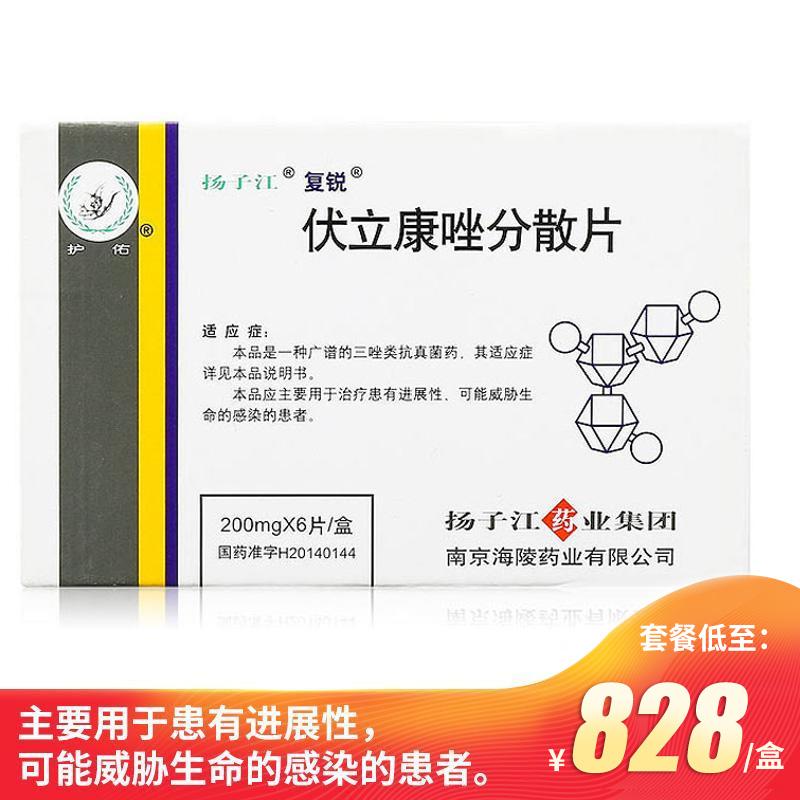 扬子江® 复锐®
伏立康唑分散片
护佑®
适应症:
本品是一种广谱的三唑类抗真菌药,其适应症
详见本品说明书。
本品应主要用于治疗患有进展性、可能威胁生
命的感染的患者。
200mgX6片/盒
国药准字H20140144
扬子江药业集团
南京海陵药业有限公司
套餐低至:
主要用于患有进展性,
可能威胁生命的感染的患者。
¥828/盒